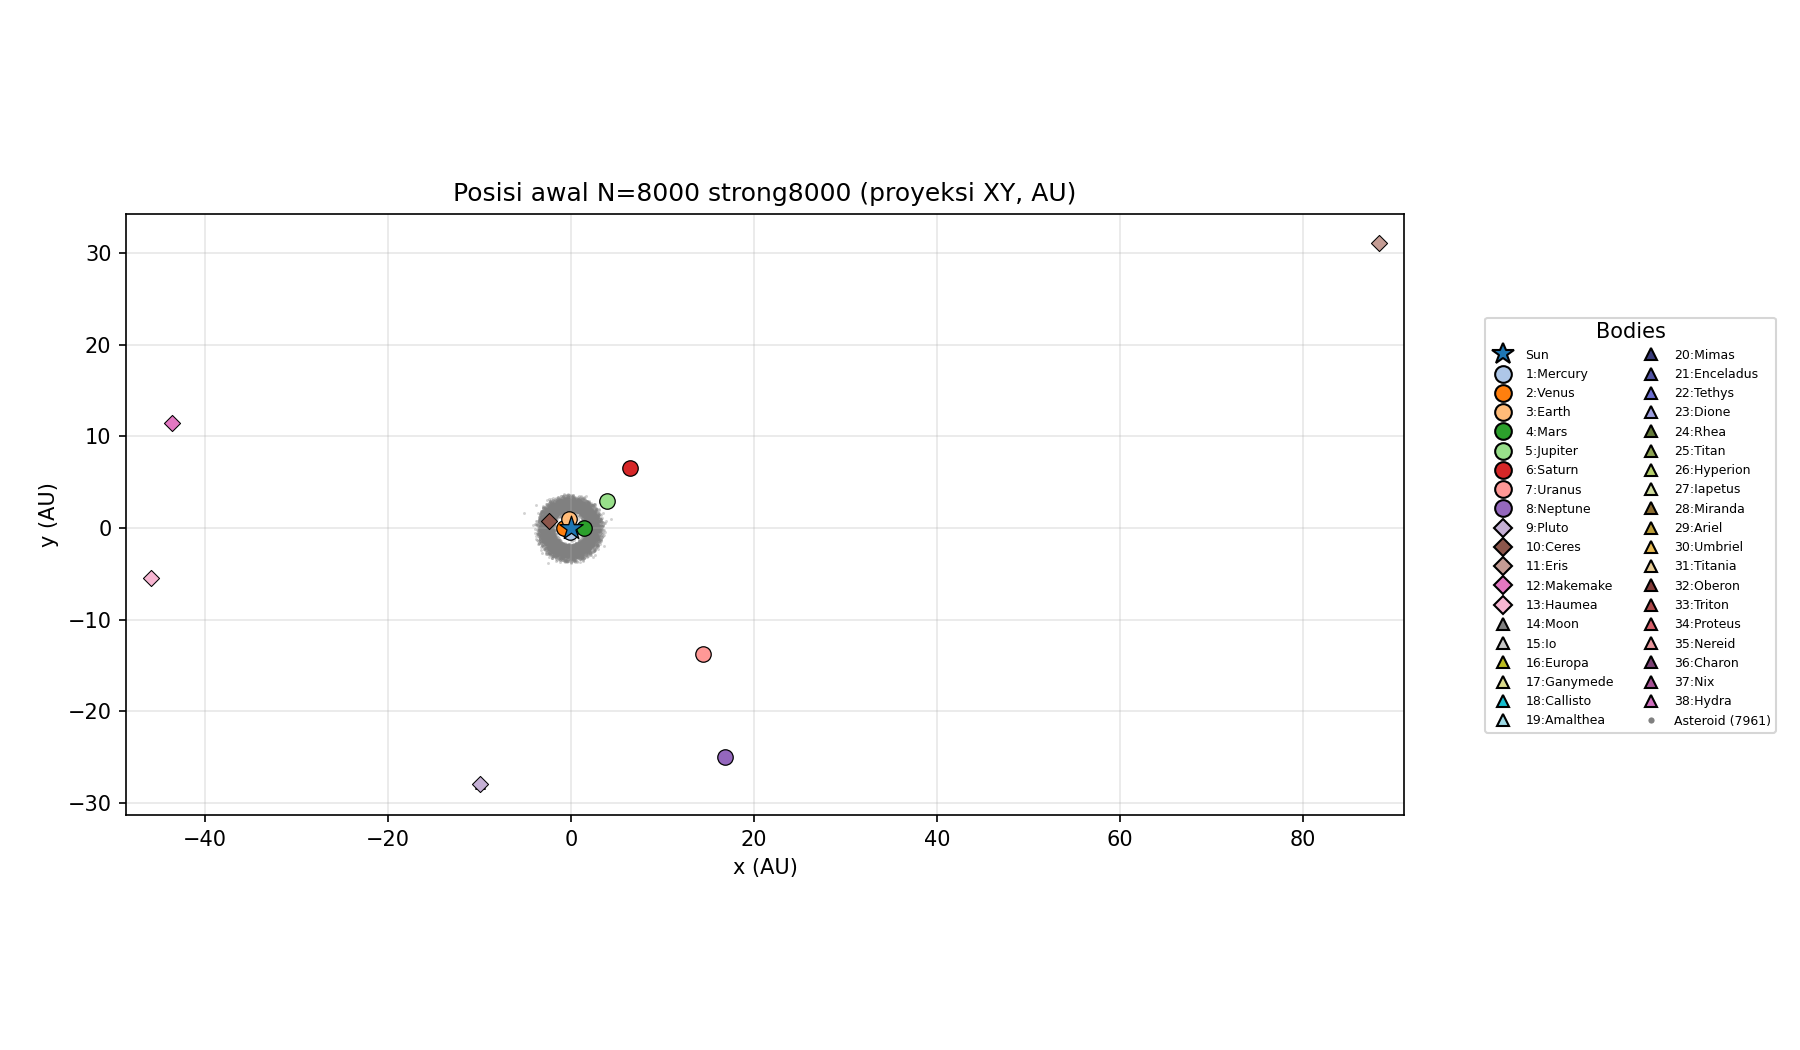 Posisi awal N=8000 strong8000 (proyeksi XY, AU)
30
20
10
0
−10
−20
−30
y (AU)
−40
−20
0
20
40
60
80
x (AU)
Bodies
Sun
1:Mercury
2:Venus
3:Earth
4:Mars
5:Jupiter
6:Saturn
7:Uranus
8:Neptune
9:Pluto
10:Ceres
11:Eris
12:Makemake
13:Haumea
14:Moon
15:Io
16:Europa
17:Ganymede
18:Callisto
19:Amalthea
20:Mimas
21:Enceladus
22:Tethys
23:Dione
24:Rhea
25:Titan
26:Hyperion
27:Iapetus
28:Miranda
29:Ariel
30:Umbriel
31:Titania
32:Oberon
33:Triton
34:Proteus
35:Nereid
36:Charon
37:Nix
38:Hydra
Asteroid (7961)